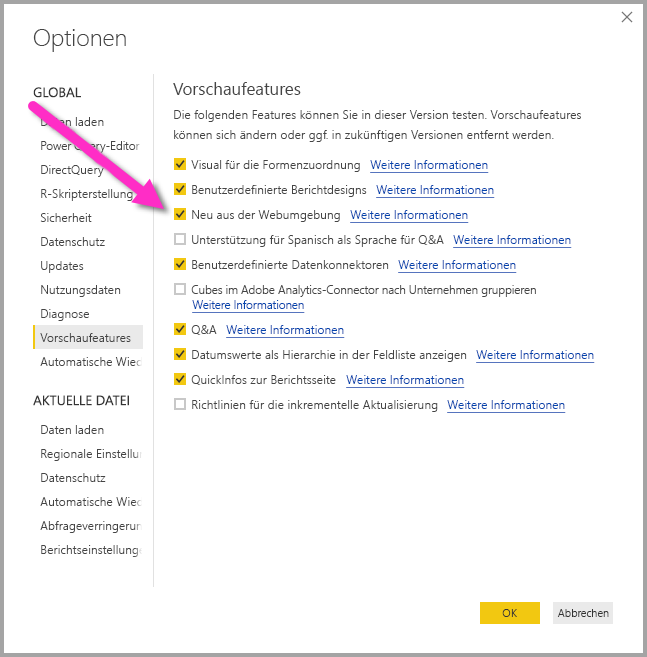 Optionen
GLOBAL
Daten laden
Power Query-Editor
DirectQuery
R-Skripterstellung
Sicherheit
Datenschutz
Updates
Nutzungsdaten
Diagnose
Vorschaufeatures
Automatische Wied
AKTUELLE DATEI
Daten laden
Regionale Einstellu
Datenschutz
Automatische Wied
Abfrageverringerun
Berichtseinstellunge
Vorschaufeatures
Die folgenden Features können Sie in dieser Version testen. Vorschaufeatures
können sich ändern oder ggf. in zukünftigen Versionen entfernt werden.
Visual für die Formenzuordnung Weitere Informationen
Benutzerdefinierte Berichtdesigns Weitere Informationen
Neu aus der Webumgebung Weitere Informationen
Unterstützung für Spanisch als Sprache für Q&A Weitere Informationen
Benutzerdefinierte Datenkonnektoren Weitere Informationen
Cubes im Adobe Analytics-Connector nach Unternehmen gruppieren
Weitere Informationen
Q&A Weitere Informationen
Datumswerte als Hierarchie in der Feldliste anzeigen Weitere Informationen
QuickInfos zur Berichtsseite Weitere Informationen
Richtlinien für die inkrementelle Aktualisierung Weitere Informationen
OK
Abbrechen